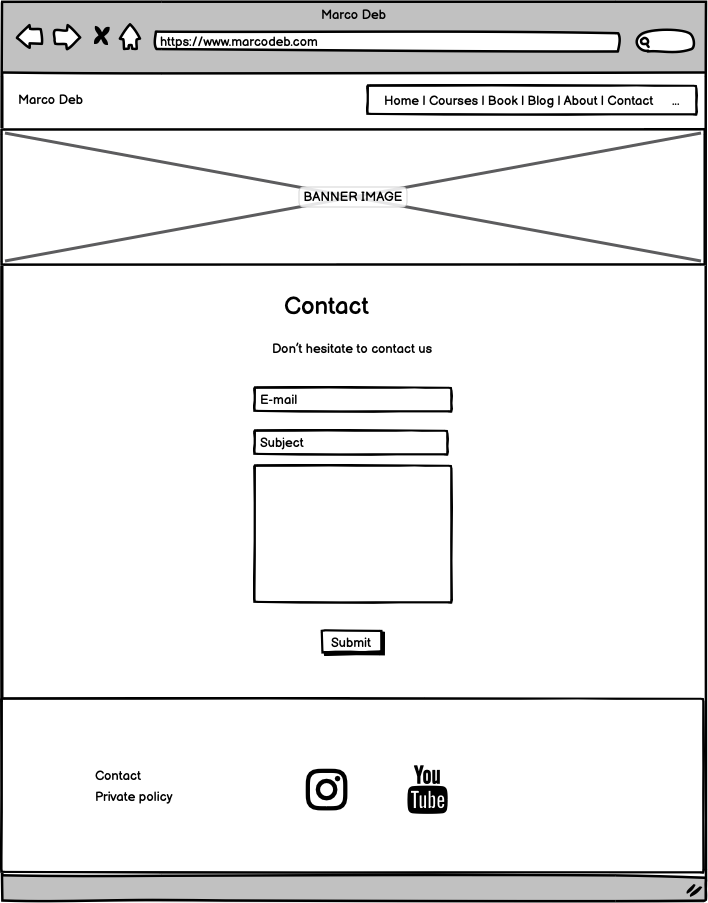 Marco Deb
https://www.marcodeb.com
Marco Deb
Home | Courses | Book | Blog | About | Contact ...
BANNER IMAGE
Contact
Don't hesitate to contact us
E-mail
Subject
Submit
Contact
Private policy
You
Tube